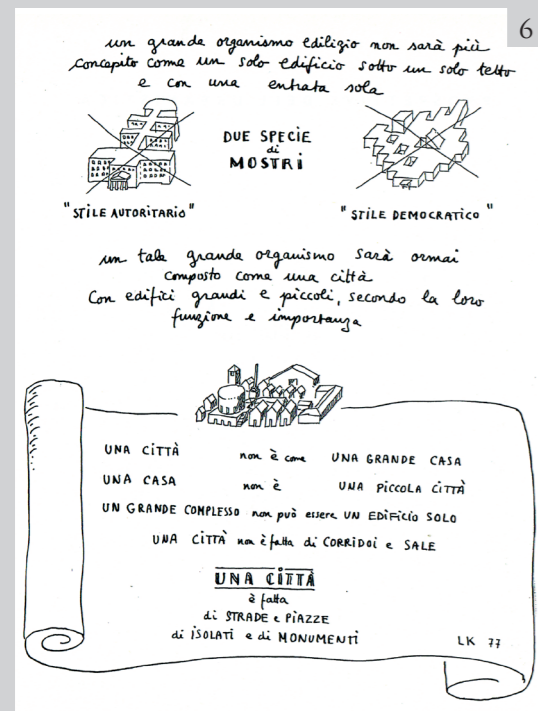 6
un grande organismo edilizio non sarà più
concepito come un solo edificio sotto un solo tetto
e con una entrata sola
DUE SPECIE
di
MOSTRI
"STILE AUTORITARIO"
"STILE DEMOCRATICO"
un tale grande organismo sarà ormai
composto come una città
Con edifici grandi e piccoli, secondo la loro
funzione e importanza
UNA CITTÀ non è come UNA GRANDE CASA
UNA CASA non è UNA PICCOLA CITTÀ
UN GRANDE COMPLESSO non può essere UN EDIFICIO SOLO
UNA CITTÀ non è fatta di CORRIDOI e SALE
UNA CITTÀ
è fatta
di STRADE e PIAZZE
di ISOLATI e di MONUMENTI
LK 77